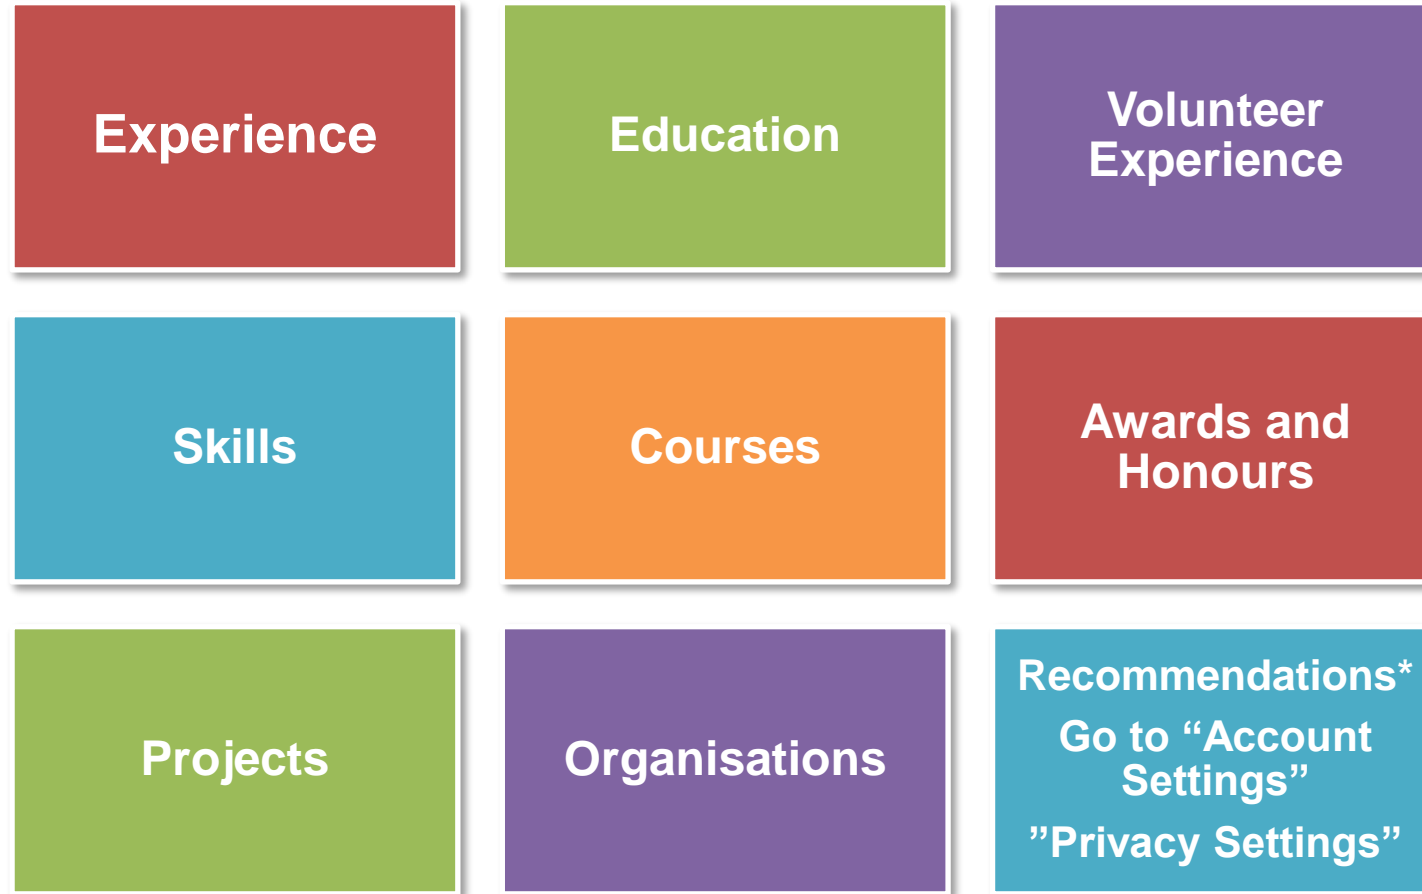 Experience
Education
Volunteer
Experience
Skills
Courses
Awards and
Honours
Projects
Organisations
Recommendations*
Go to “Account
Settings”
”Privacy Settings”